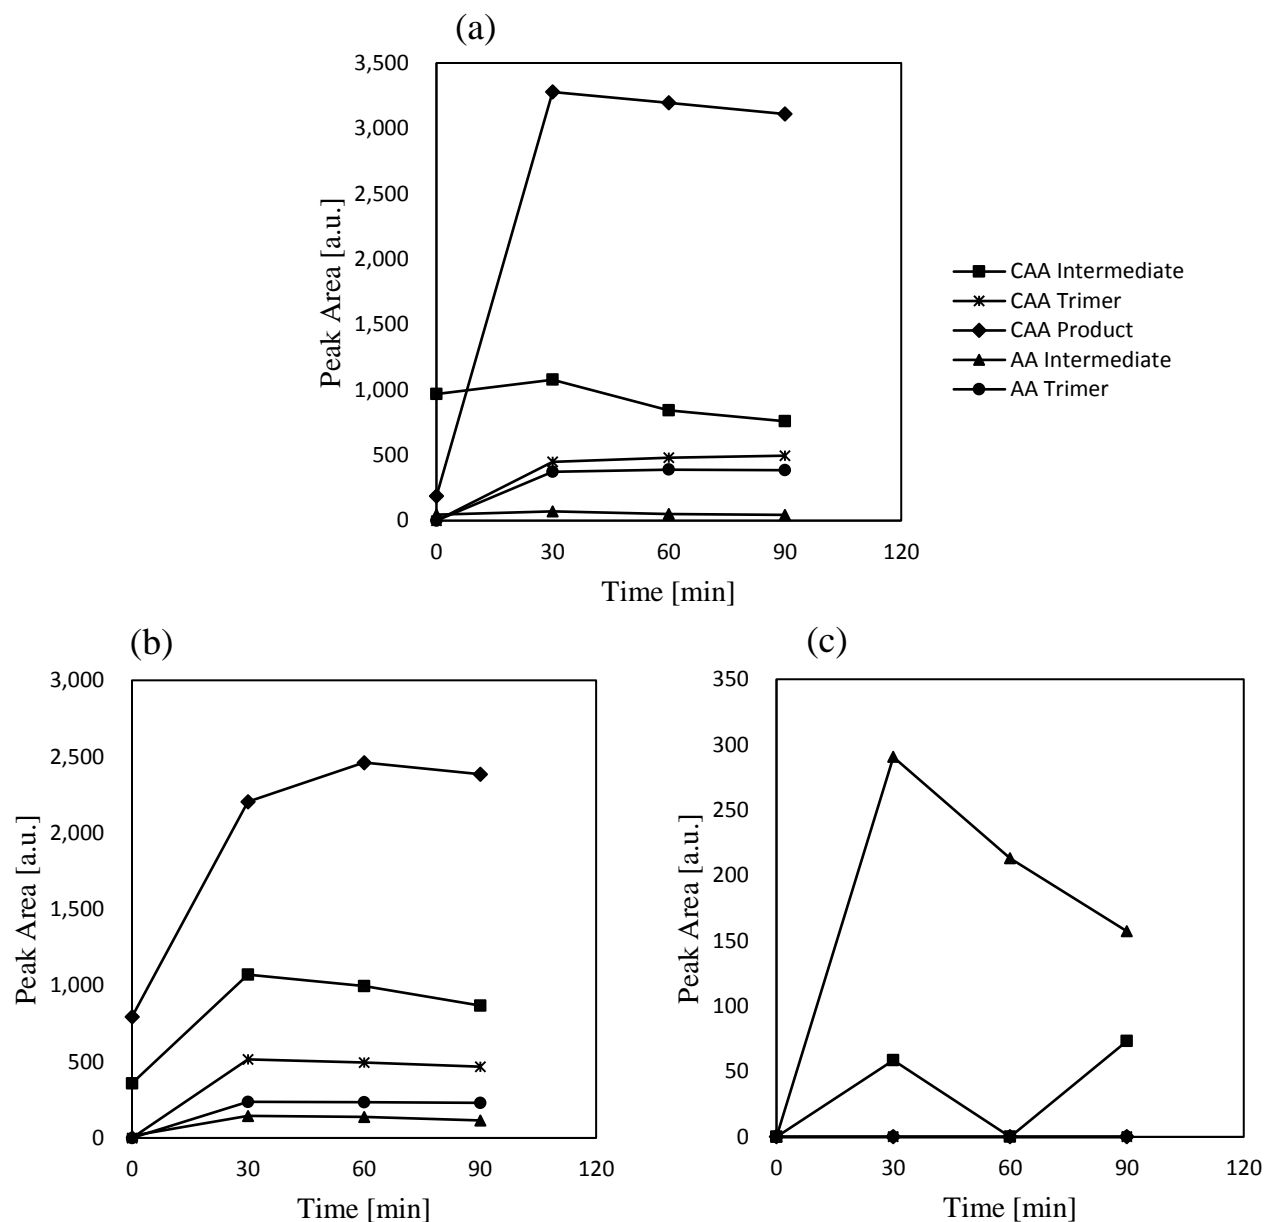 (a)
3,500
3,000
2,500
2,000
1,500
1,000
500
0
Peak Area [a.u.]
0 30 60 90 120
Time [min]
CAA Intermediate
CAA Trimer
CAA Product
AA Intermediate
AA Trimer
(b)
3,000
2,500
2,000
1,500
1,000
500
0
Peak Area [a.u.]
0 30 60 90 120
Time [min]
(c)
350
300
250
200
150
100
50
0
Peak Area [a.u.]
0 30 60 90 120
Time [min]